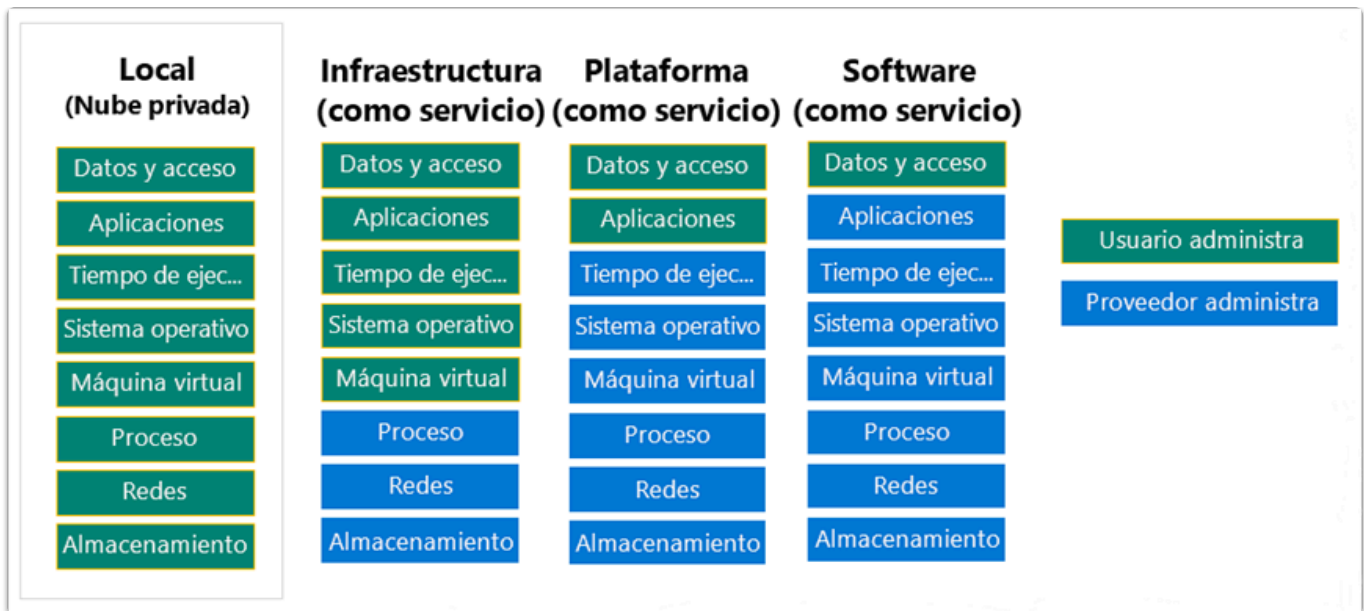 Local
(Nube privada)
Datos y acceso
Aplicaciones
Tiempo de ejec...
Sistema operativo
Máquina virtual
Proceso
Redes
Almacenamiento
Infraestructura
(como servicio)
Datos y acceso
Aplicaciones
Tiempo de ejec...
Sistema operativo
Máquina virtual
Proceso
Redes
Almacenamiento
Plataforma
(como servicio)
Datos y acceso
Aplicaciones
Tiempo de ejec...
Sistema operativo
Máquina virtual
Proceso
Redes
Almacenamiento
Software
(como servicio)
Datos y acceso
Aplicaciones
Tiempo de ejec...
Sistema operativo
Máquina virtual
Proceso
Redes
Almacenamiento
Usuario administra
Proveedor administra